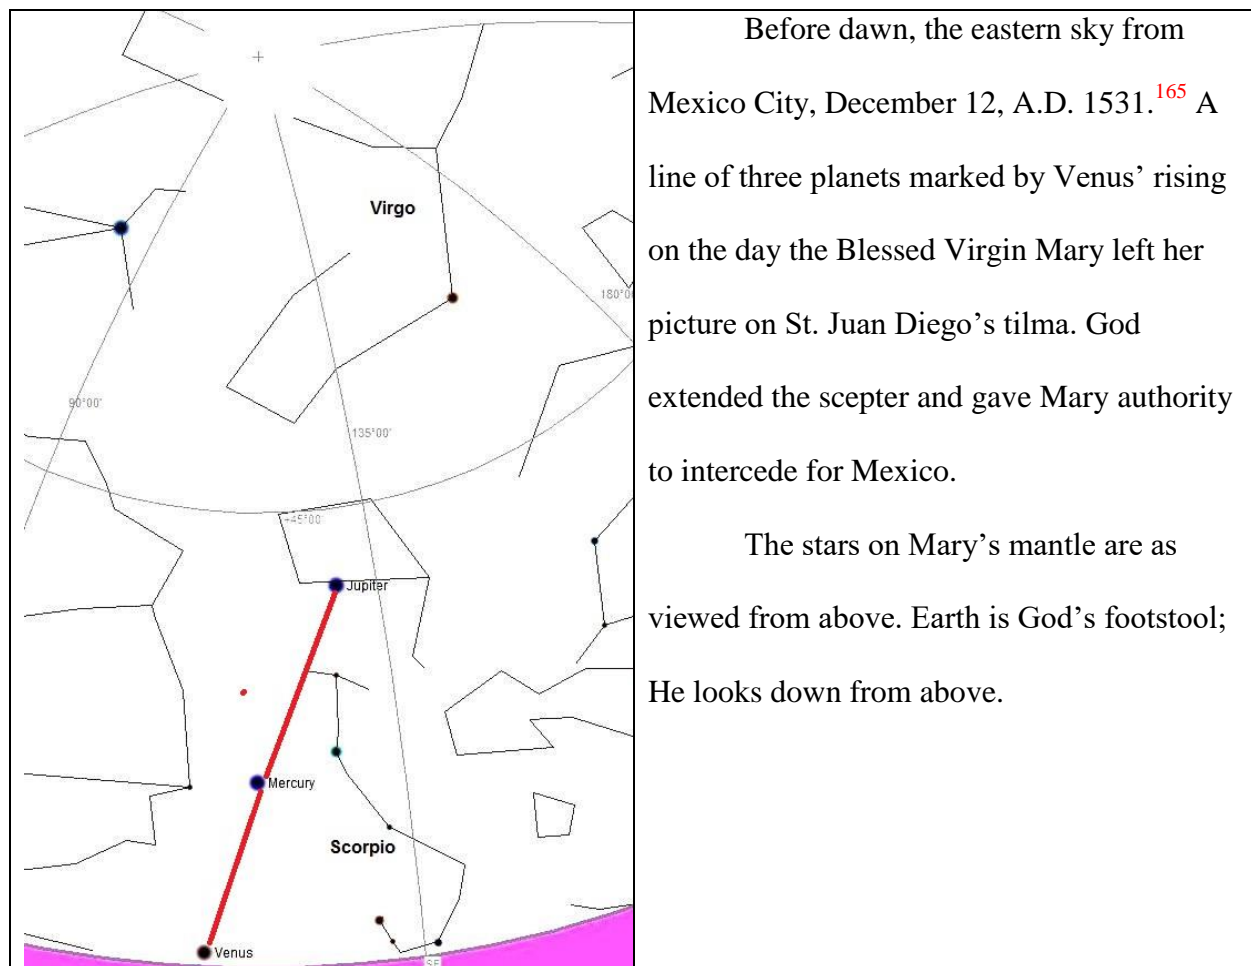 Virgo
180°00'
90°00'
135°00'
+45°00'
Jupiter
Mercury
Scorpio
Venus
SE
Before dawn, the eastern sky from
Mexico City, December 12, A.D. 1531.165 A
line of three planets marked by Venus’ rising
on the day the Blessed Virgin Mary left her
picture on St. Juan Diego’s tilma. God
extended the scepter and gave Mary authority
to intercede for Mexico.
The stars on Mary’s mantle are as
viewed from above. Earth is God’s footstool;
He looks down from above.